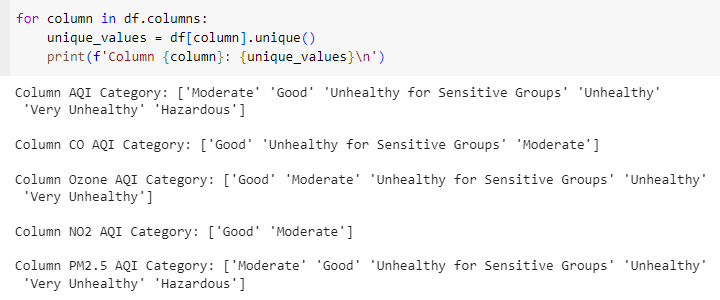 for column in df.columns:
    unique_values = df[column].unique()
    print(f'Column {column}: {unique_values}\n')
Column AQI Category: ['Moderate' 'Good' 'Unhealthy for Sensitive Groups' 'Unhealthy'
 'Very Unhealthy' 'Hazardous']
Column CO AQI Category: ['Good' 'Unhealthy for Sensitive Groups' 'Moderate']
Column Ozone AQI Category: ['Good' 'Moderate' 'Unhealthy for Sensitive Groups' 'Unhealthy'
 'Very Unhealthy']
Column NO2 AQI Category: ['Good' 'Moderate']
Column PM2.5 AQI Category: ['Moderate' 'Good' 'Unhealthy for Sensitive Groups' 'Unhealthy'
 'Very Unhealthy' 'Hazardous']